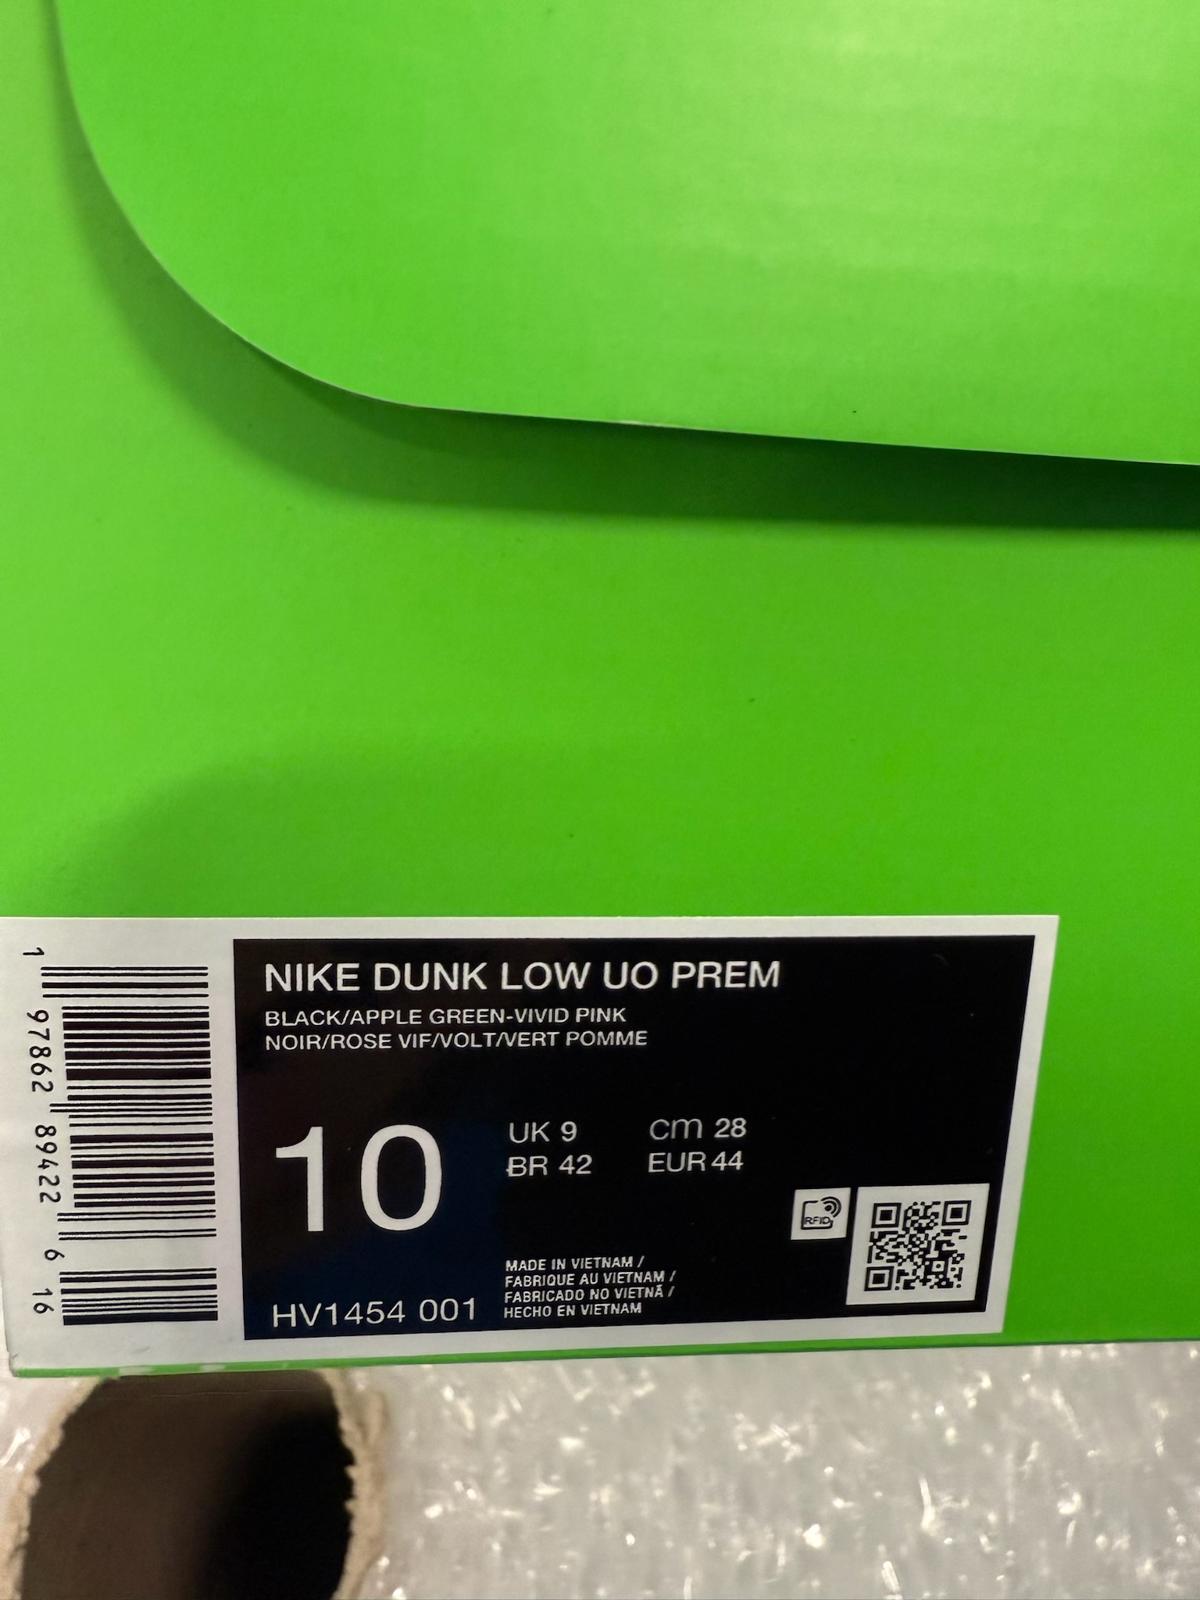 NIKE DUNK LOW UO PREM
BLACK/APPLE GREEN-VIVID PINK
NOIR/ROSE VIF/VOLT/VERT POMME
10
UK 9 cm 28
BR 42 EUR 44
RFID
MADE IN VIETNAM /
FABRIQUE AU VIETNAM /
FABRICADO NO VIETNÃ /
HECHO EN VIETNAM
HV1454 001
1 97862 89422 6 16